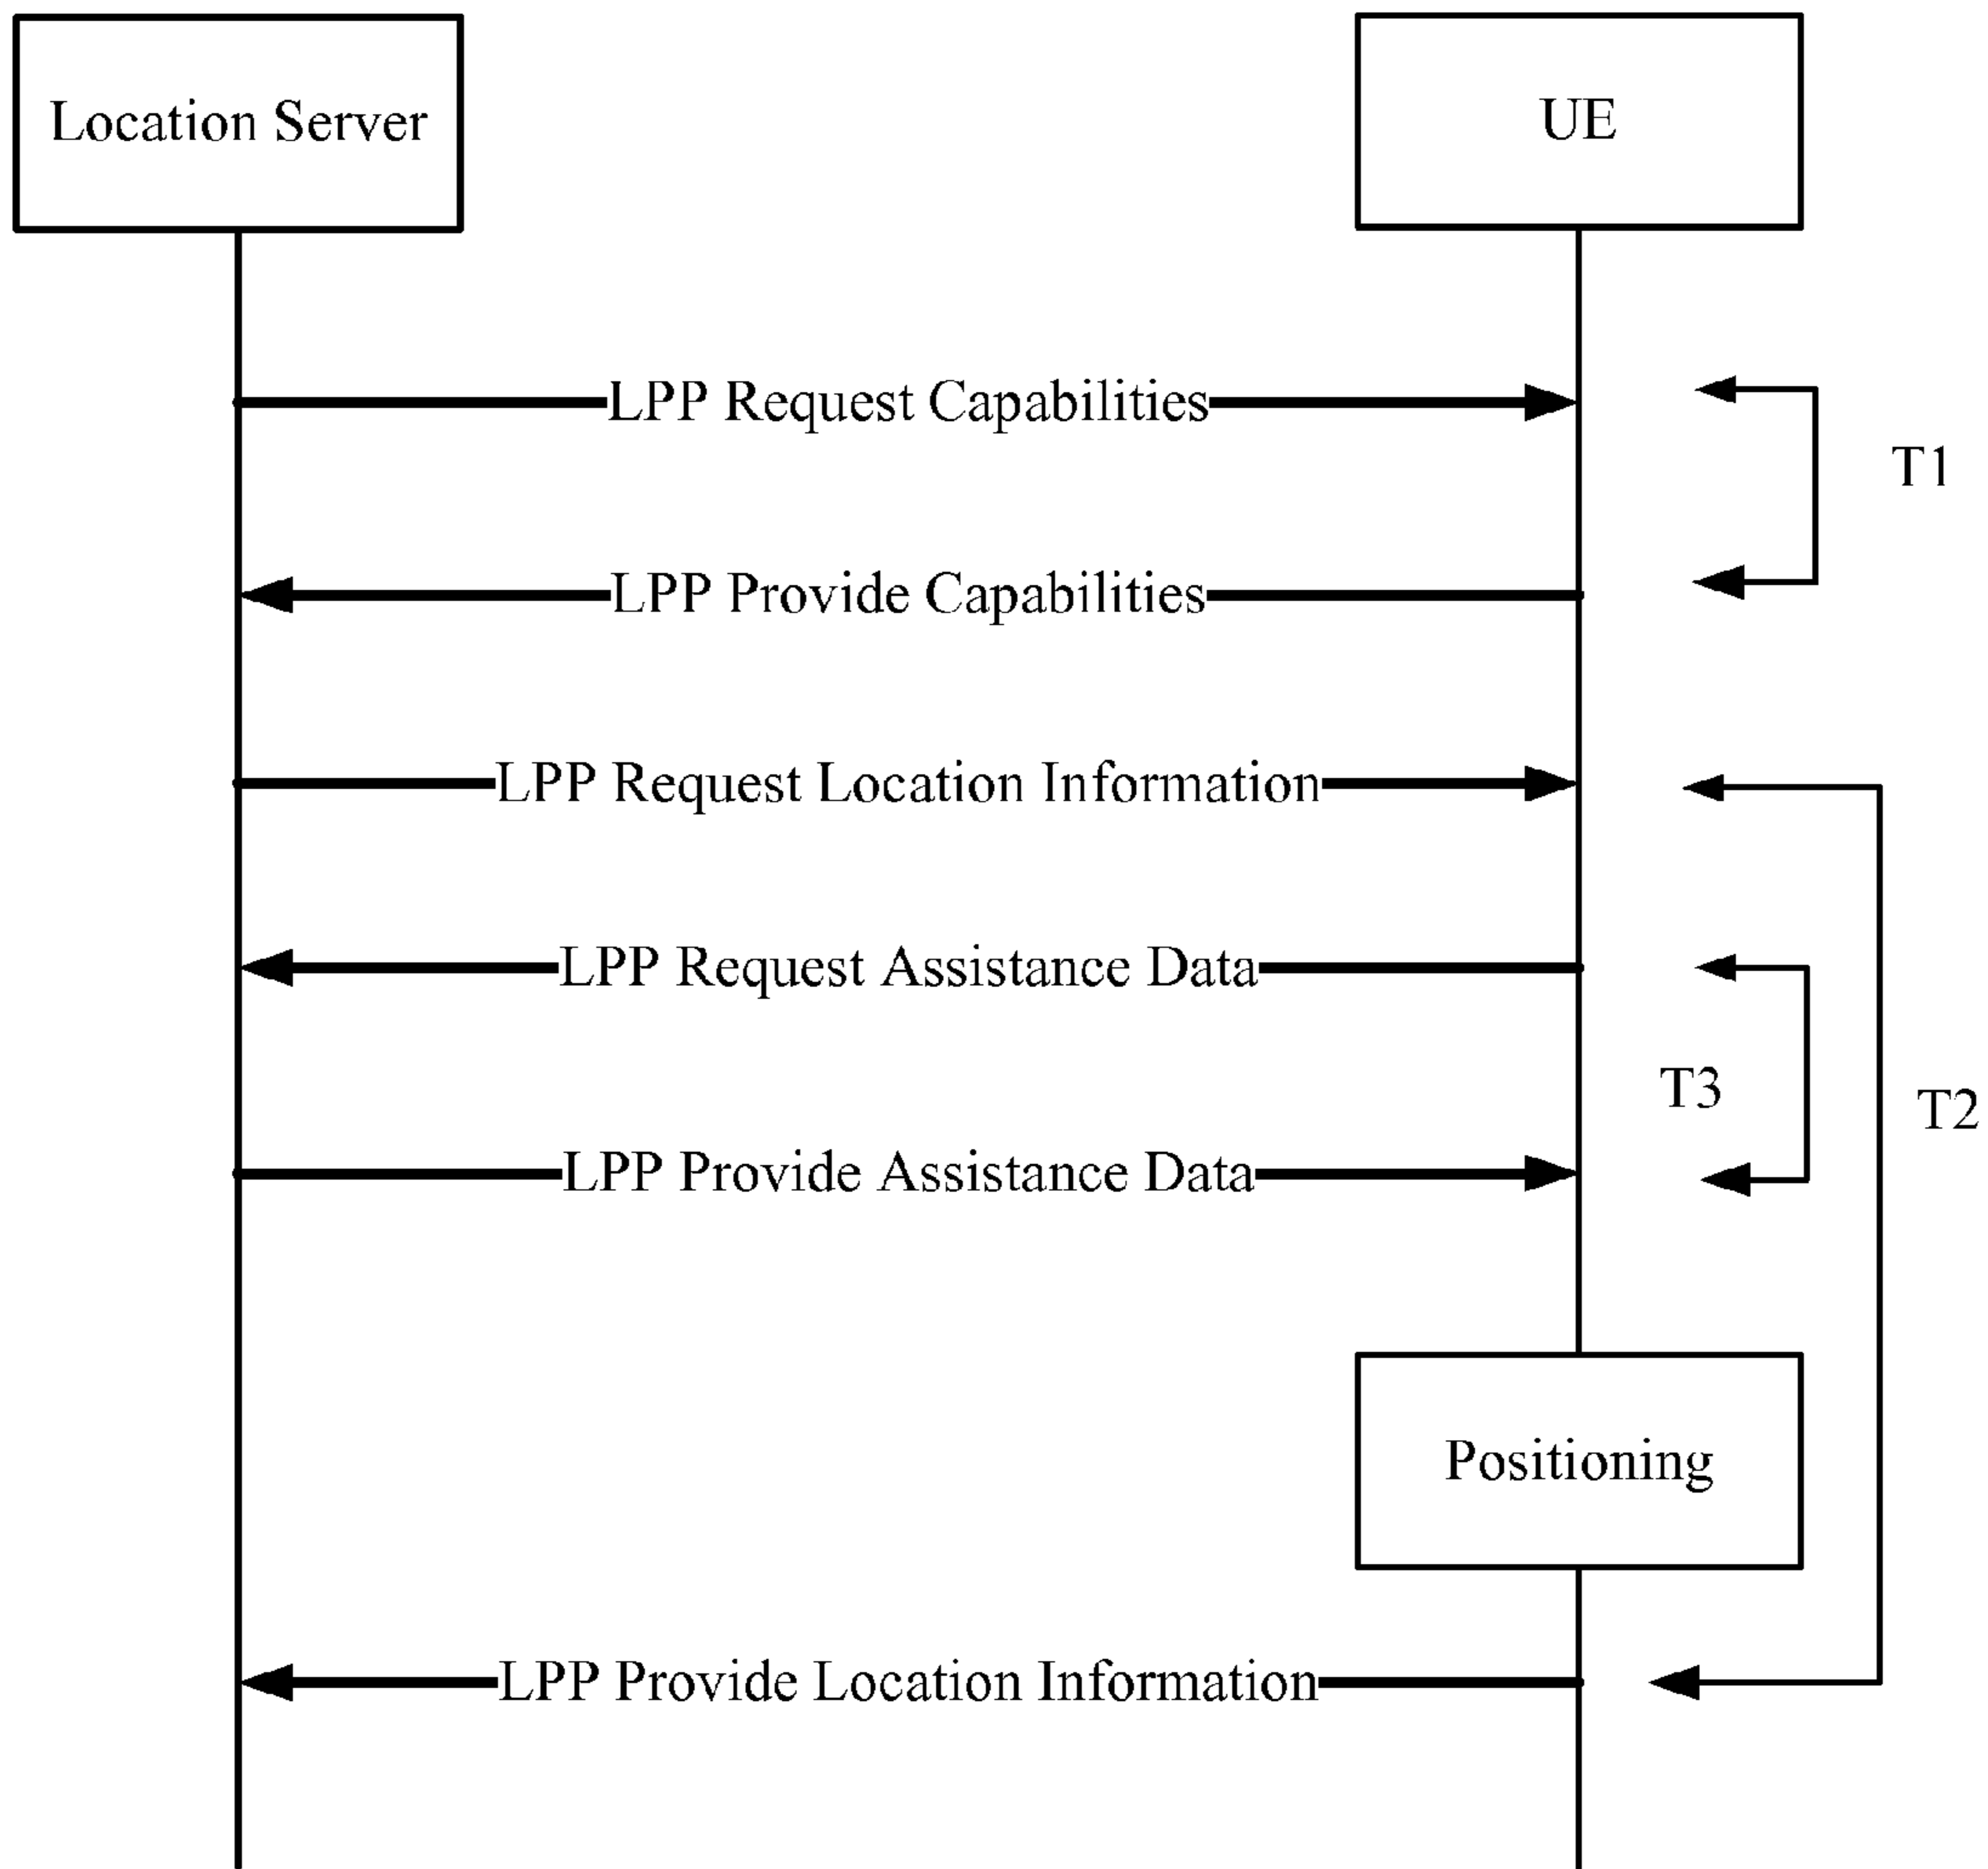 Location Server
UE
LPP Request Capabilities
T1
LPP Provide Capabilities
LPP Request Location Information
LPP Request Assistance Data
T3
T2
LPP Provide Assistance Data
Positioning
LPP Provide Location Information